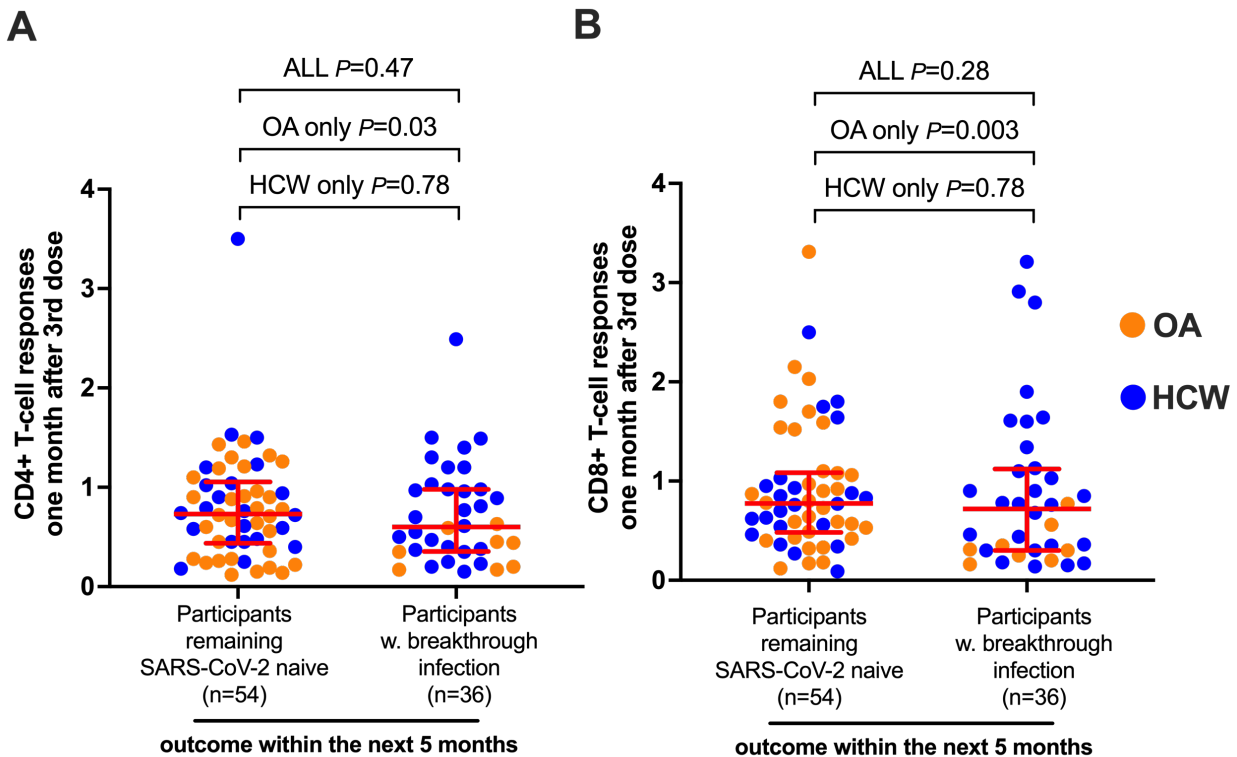 A
ALL P=0.47
OA only P=0.03
HCW only P=0.78
4
3
2
1
0
CD4+ T-cell responses
one month after 3rd dose
Participants
remaining
SARS-CoV-2 naive
(n=54)
Participants
w. breakthrough
infection
(n=36)
outcome within the next 5 months
B
ALL P=0.28
OA only P=0.003
HCW only P=0.78
4
3
2
1
0
CD8+ T-cell responses
one month after 3rd dose
Participants
remaining
SARS-CoV-2 naive
(n=54)
Participants
w. breakthrough
infection
(n=36)
outcome within the next 5 months
OA
HCW